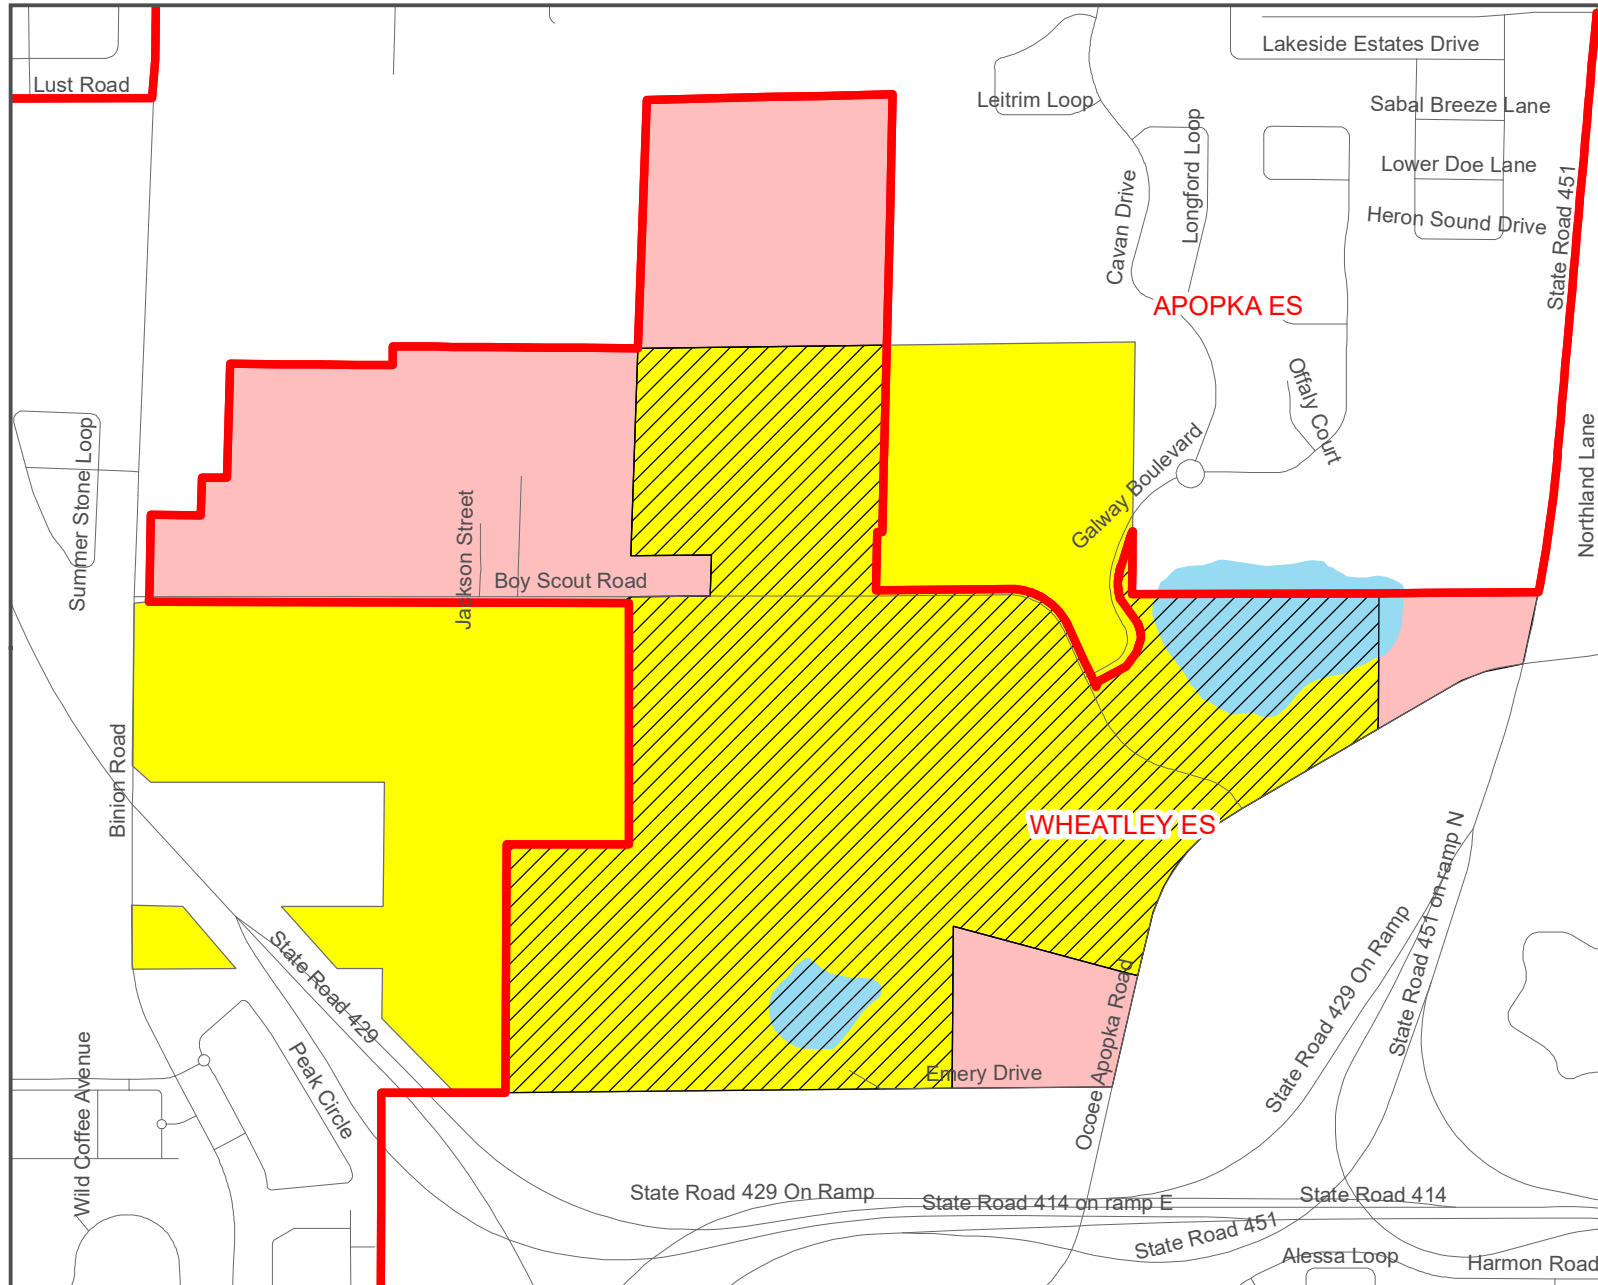 Lakeside Estates Drive
Lust Road
Leitrim Loop
Sabal Breeze Lane
Longford Loop
Lower Doe Lane
Cavan Drive
Heron Sound Drive
State Road 451
APOPKA ES
Offaly Court
Galway Boulevard
Northland Lane
Summer Stone Loop
Jackson Street
Boy Scout Road
Binion Road
WHEATLEY ES
State Road 451 on ramp N
State Road 429 On Ramp
State Road 429
Ocoee Apopka Road
Emery Drive
Peak Circle
Wild Coffee Avenue
State Road 429 On Ramp
State Road 414 on ramp E
State Road 414
State Road 451
Alessa Loop
Harmon Road